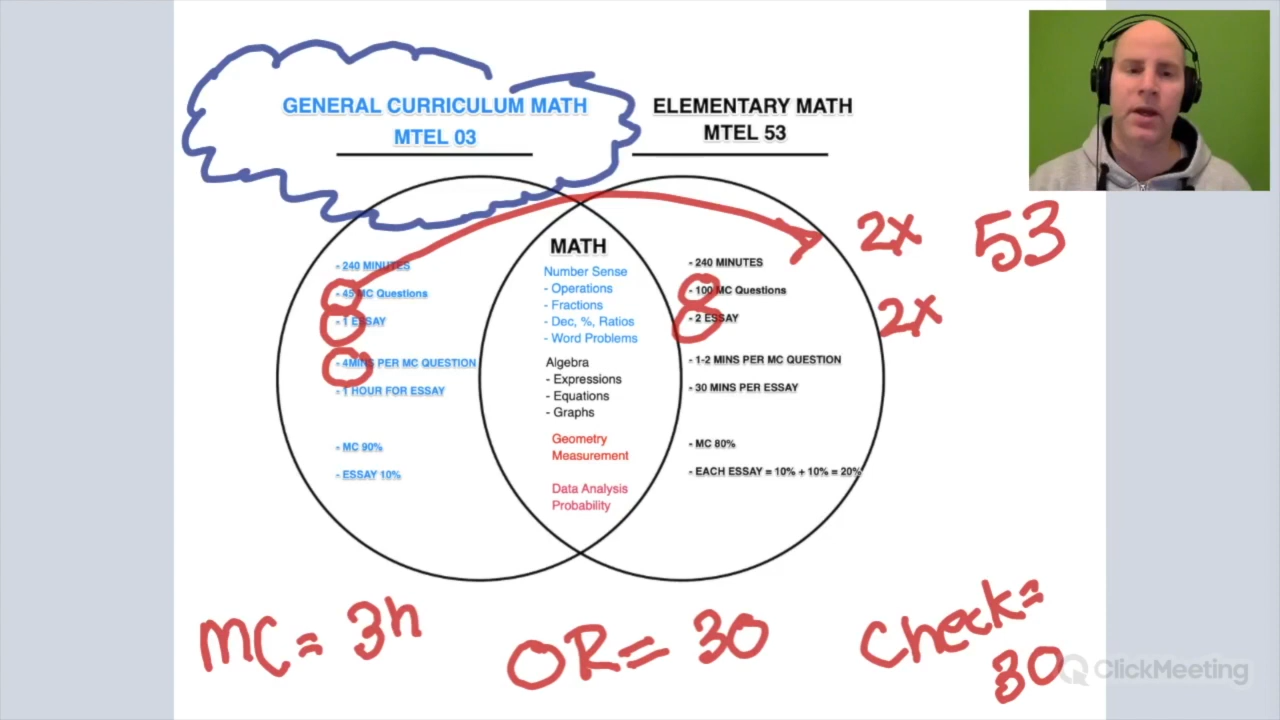 GENERAL CURRICULUM MATH
MTEL 03
ELEMENTARY MATH
MTEL 53
- 240 MINUTES
- 45 MC Questions
- 1 ESSAY
- 4MINS PER MC QUESTION
- 1 HOUR FOR ESSAY
- MC 90%
- ESSAY 10%
MATH
Number Sense
- Operations
- Fractions
- Dec, %, Ratios
- Word Problems
Algebra
- Expressions
- Equations
- Graphs
Geometry
Measurement
Data Analysis
Probability
- 240 MINUTES
- 100 MC Questions
- 2 ESSAY
- 1-2 MINS PER MC QUESTION
- 30 MINS PER ESSAY
- MC 80%
- EACH ESSAY = 10% + 10% = 20%
2x 53
2x
MC = 3h
OR = 30
Check =
30
ClickMeeting